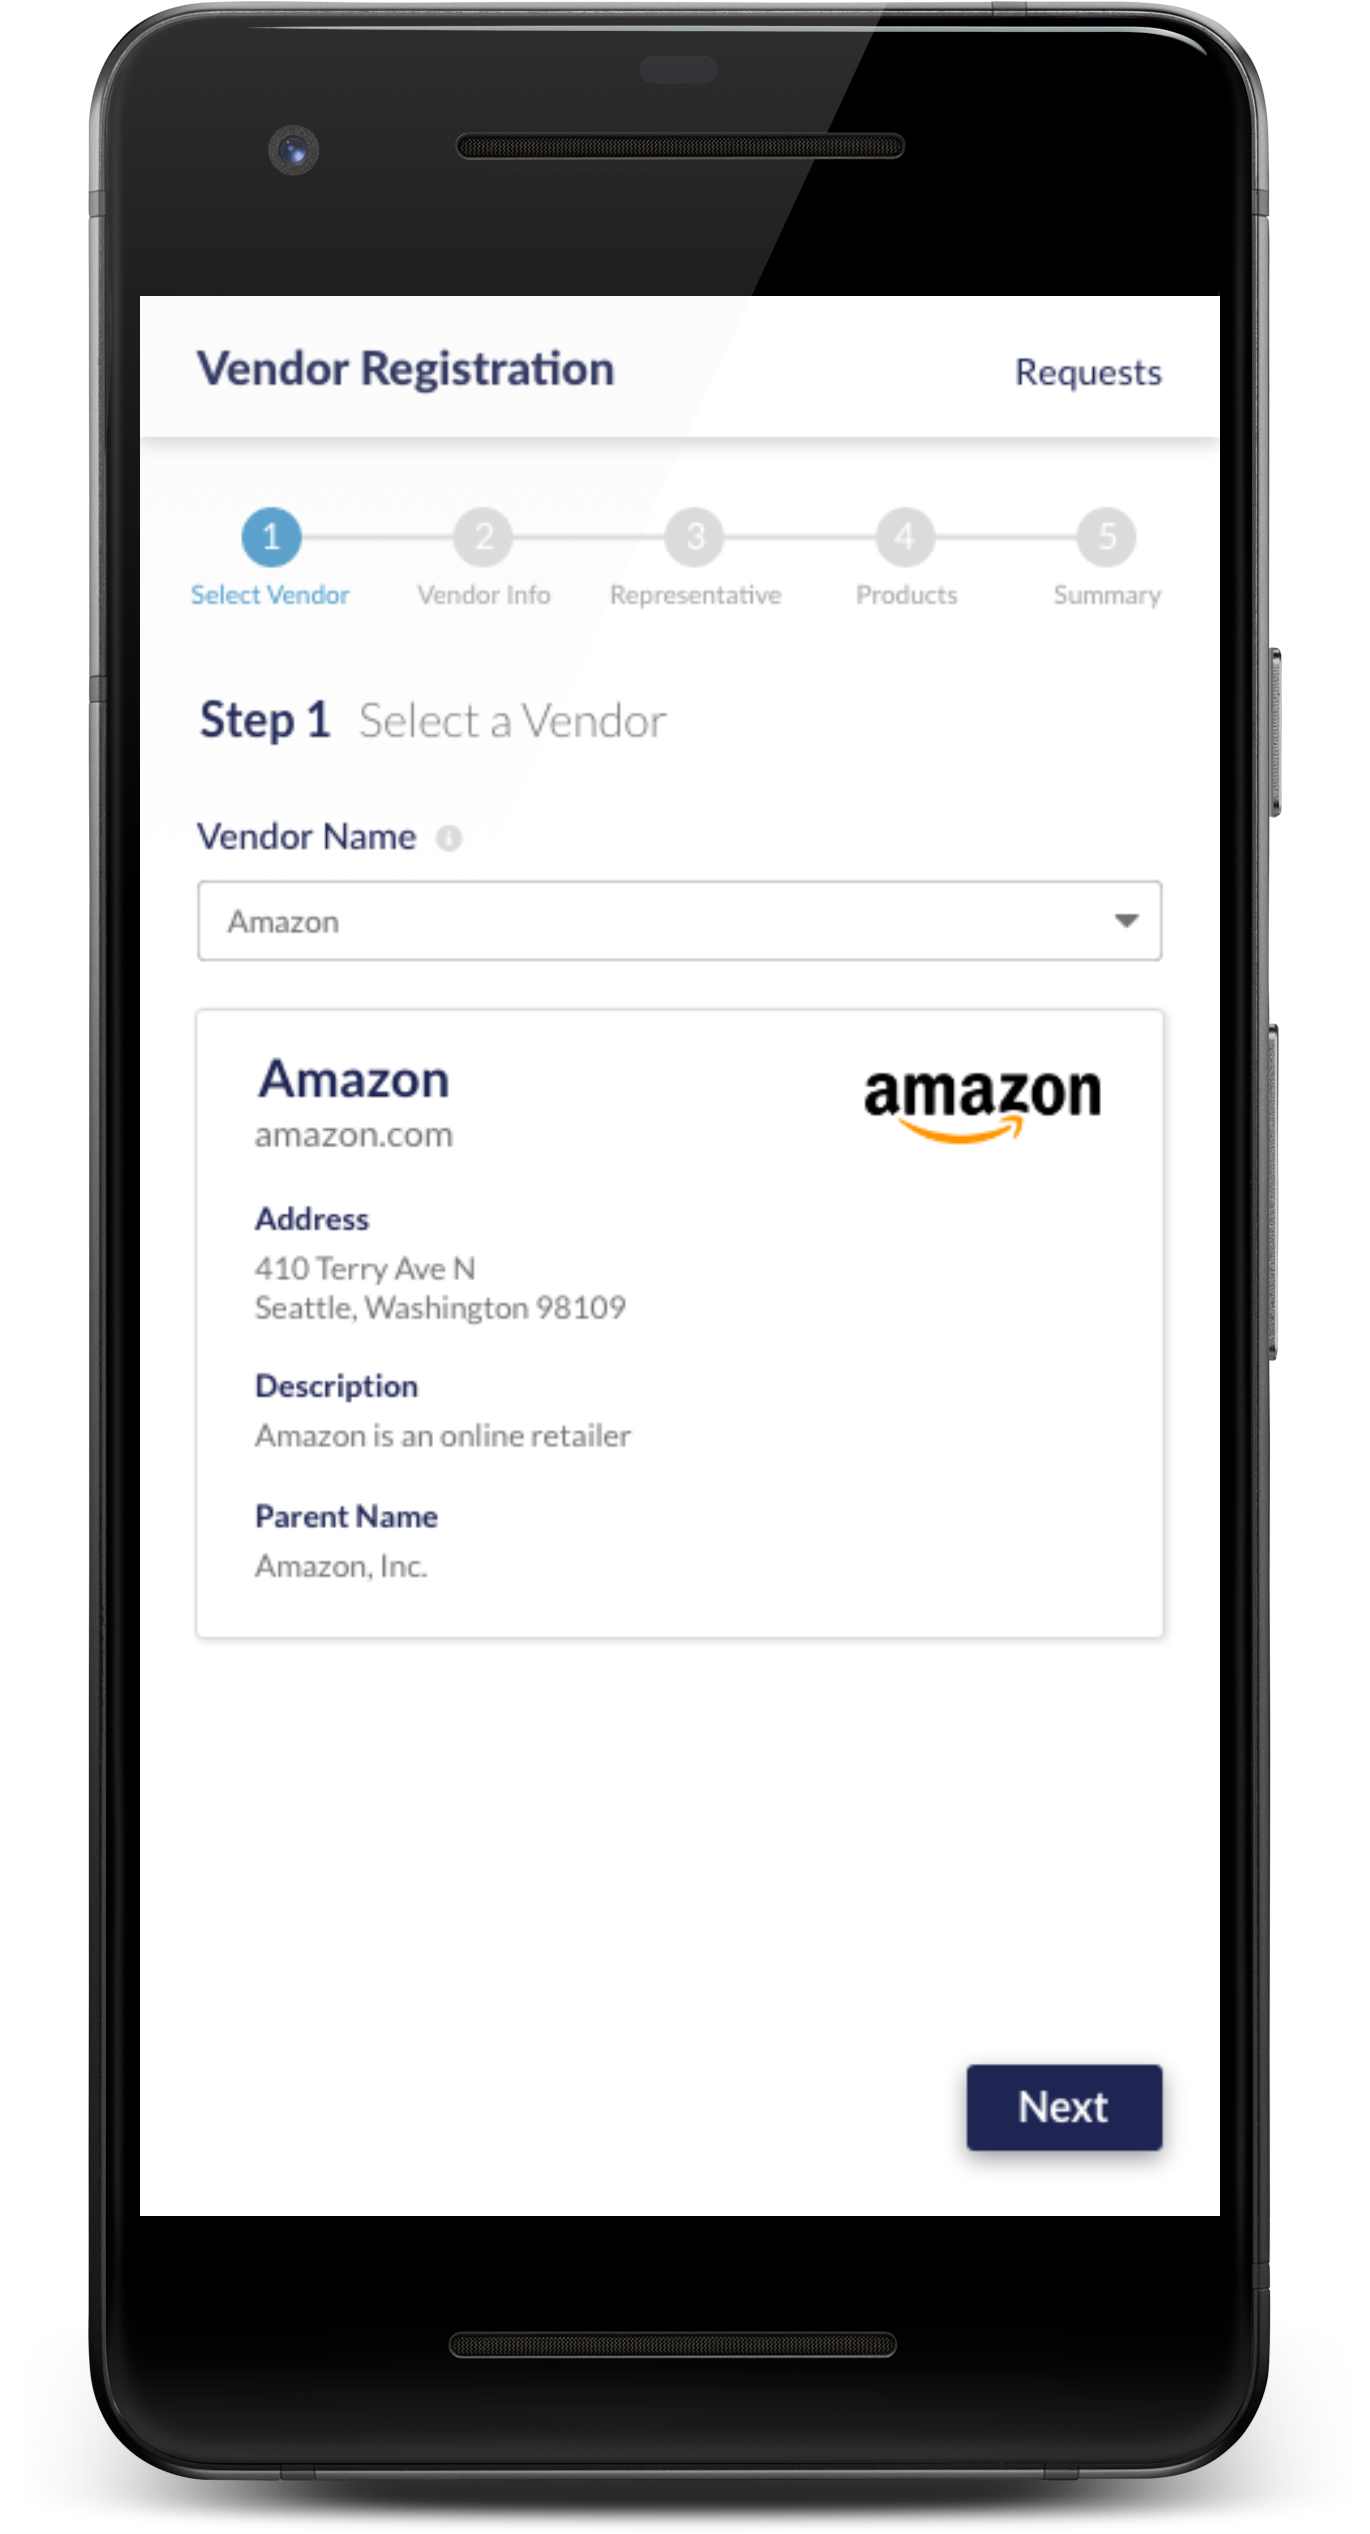 Vendor Registration
Requests
1
2
3
4
5
Select Vendor
Vendor Info
Representative
Products
Summary
Step 1 Select a Vendor
Vendor Name i
Amazon
Amazon
amazon
amazon.com
Address
410 Terry Ave N
Seattle, Washington 98109
Description
Amazon is an online retailer
Parent Name
Amazon, Inc.
Next